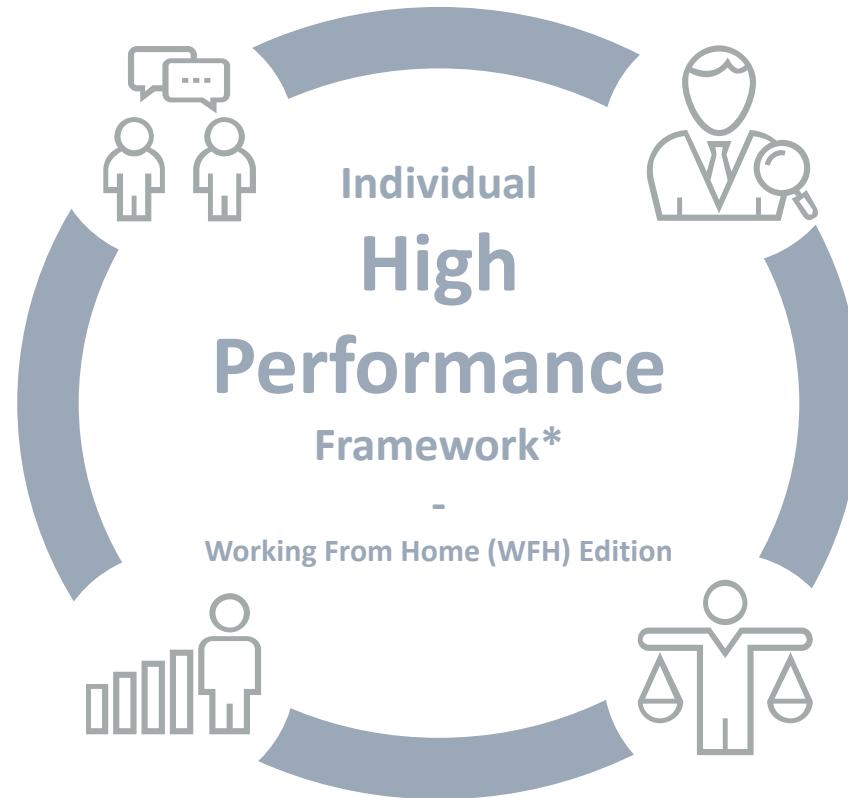 Individual
High
Performance
Framework*
-
Working From Home (WFH) Edition